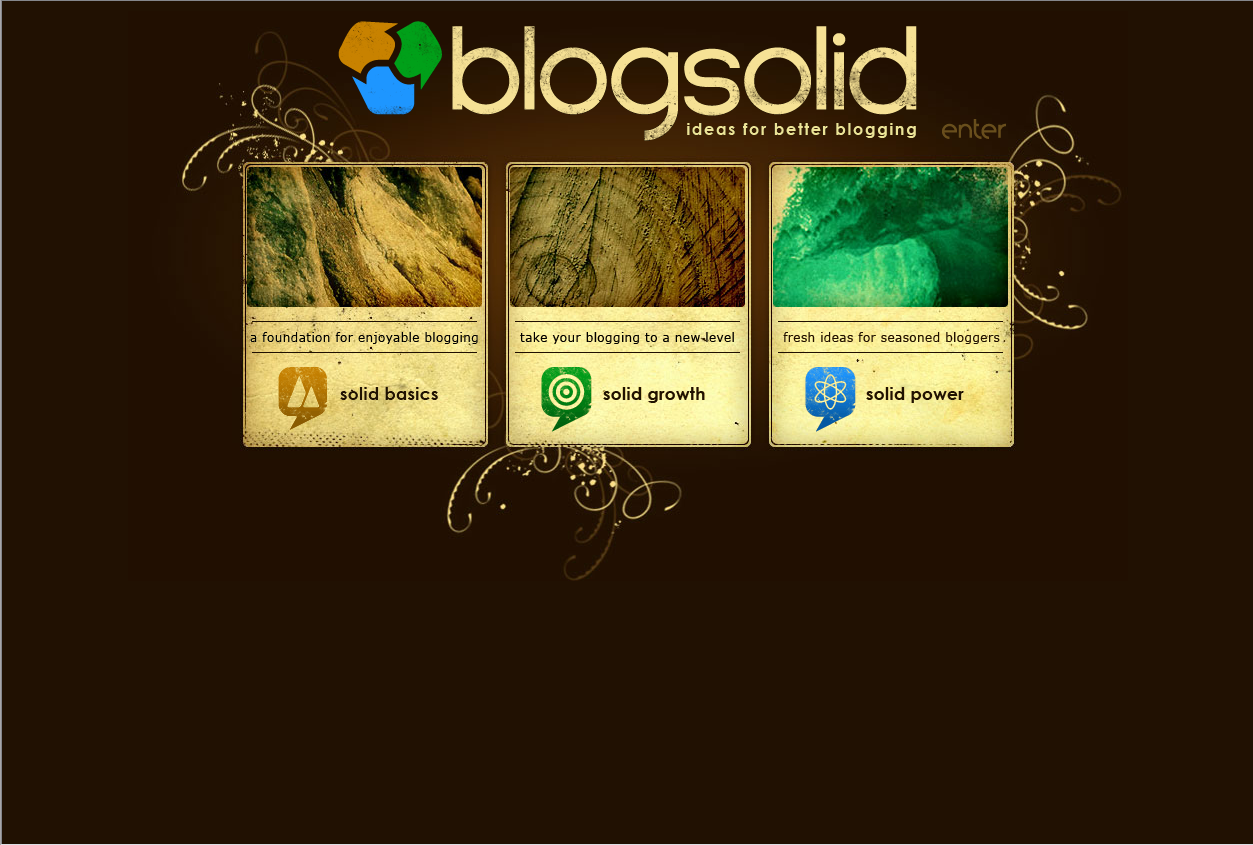 blogsolid
ideas for better blogging
enter
a foundation for enjoyable blogging
take your blogging to a new level
fresh ideas for seasoned bloggers
solid basics
solid growth
solid power